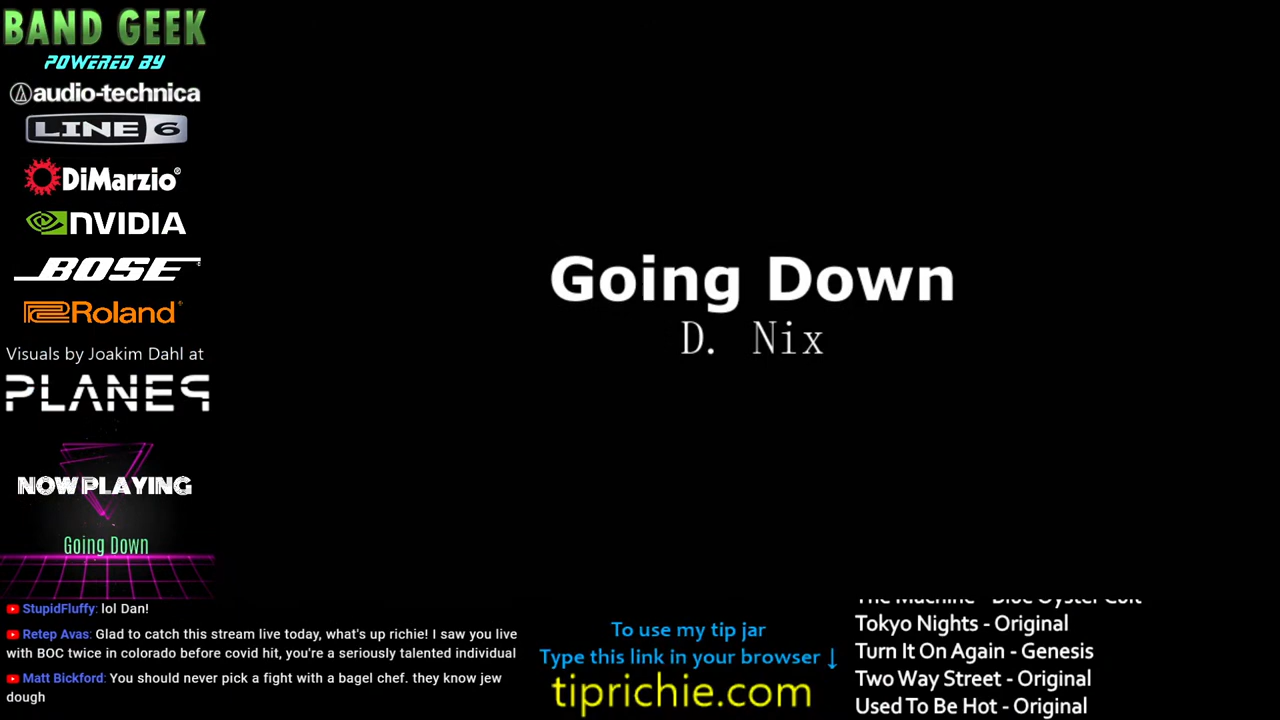 BAND GEEK
POWERED BY
audio-technica
LINE 6
DiMarzio®
NVIDIA
BOSE
Roland
Visuals by Joakim Dahl at
PLANE9
NOW PLAYING
Going Down
Going Down
D. Nix
StupidFluffy: lol Dan!
Retep Avas: Glad to catch this stream live today, what's up richie! I saw you live
with BOC twice in colorado before covid hit, you're a seriously talented individual
Matt Bickford: You should never pick a fight with a bagel chef. they know jew
dough
To use my tip jar
Type this link in your browser ↓
tiprichie.com
The Machine - Blue Oyster Cult
Tokyo Nights - Original
Turn It On Again - Genesis
Two Way Street - Original
Used To Be Hot - Original